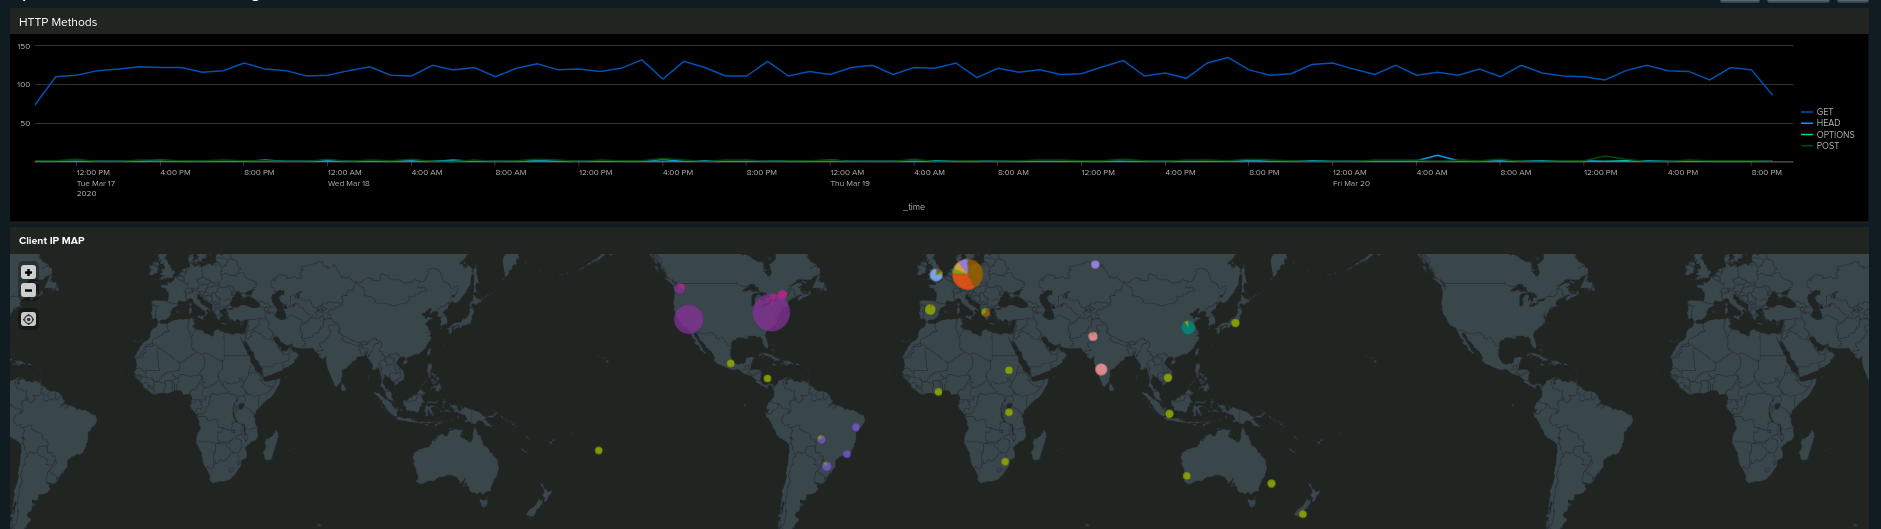 HTTP Methods
150
100
50
GET
HEAD
OPTIONS
POST
12:00 PM 4:00 PM 8:00 PM 12:00 AM 4:00 AM 8:00 AM 12:00 PM 4:00 PM 8:00 PM 12:00 AM 4:00 AM 8:00 AM 12:00 PM 4:00 PM 8:00 PM 12:00 AM 4:00 AM 8:00 AM 12:00 PM 4:00 PM 8:00 PM
Tue Mar 17 Wed Mar 18 Thu Mar 19 Fri Mar 20
2020
_time
Client IP MAP